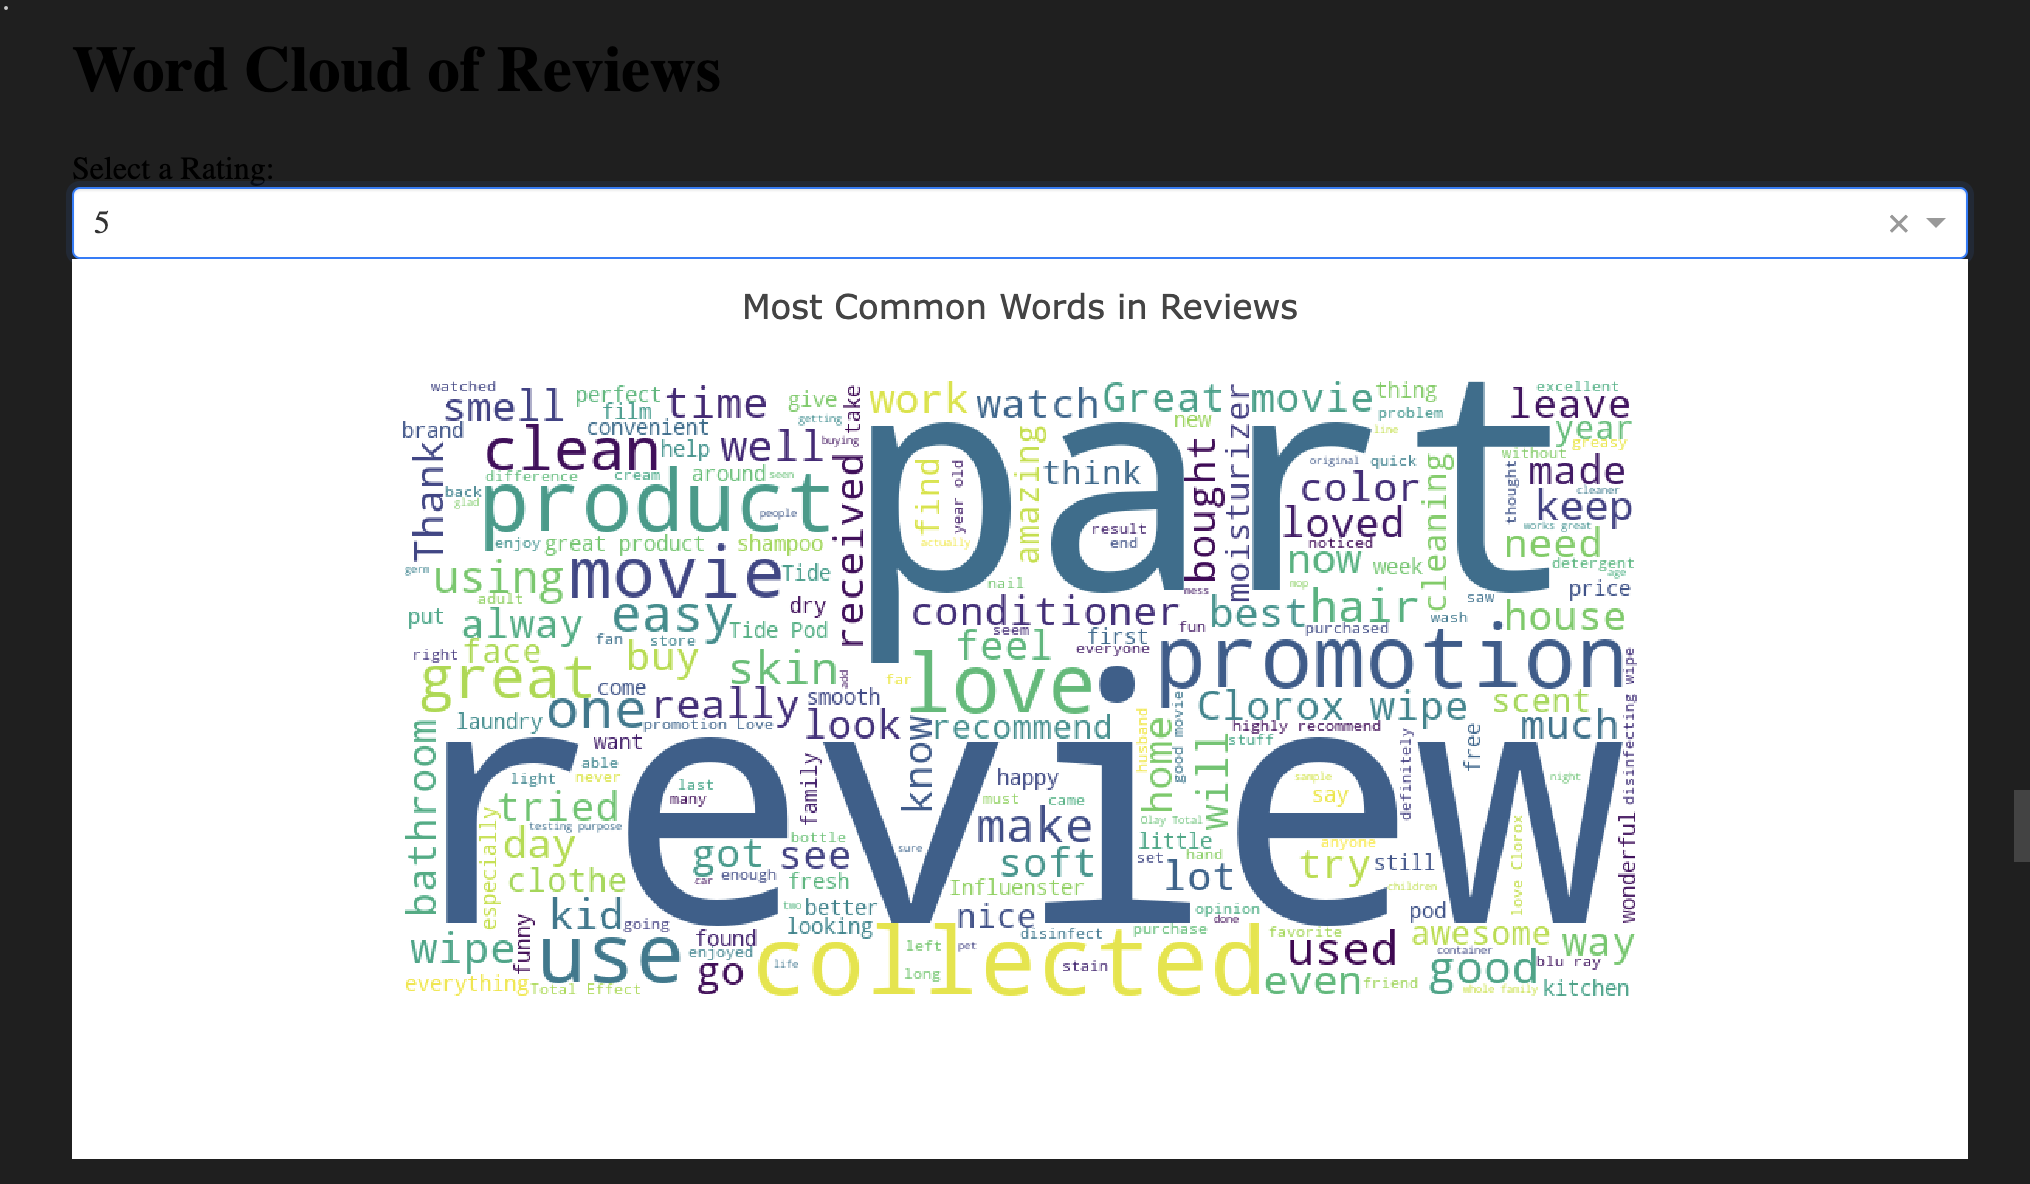 Word Cloud of Reviews
Select a Rating:
5
Most Common Words in Reviews
watched
smell
perfect
film
time
give
getting
take
work
watch
Great movie
thing
problem
excellent
leave
brand
convenient
clean
help
well
buying
new
lime
year
greasy
Thank
difference
cream
around
seen
received
find
year old
amazing
think
bought
moisturizer
original
quick
without
made
back
glad
product
people
part
color
cleaning
thought
cleaner
keep
result
end
loved
works great
enjoy
great product
shampoo
actually
noticed
need
germ
using
movie
Tide
nail
mess
now
week
mop
detergent
age
adult
dry
price
put
alway
easy
Tide Pod
conditioner
best
hair
saw
wash
house
fan
store
seem
first
fun
purchased
right
face
buy
skin
feel
everyone
promotion
great
come
add
far
love
disinfecting wipe
one
really
smooth
Clorox wipe
scent
laundry
promotion Love
look
know
recommend
husband
home
good movie
highly recommend
free
much
bathroom
want
stuff
will
definitely
review
able
never
light
last
many
family
happy
must
came
sample
say
night
especially
tried
testing purpose
day
bottle
make
Olay Total
little
anyone
love Clorox
wonderful
got
see
sure
soft
set
hand
try
still
clothe
car
enough
fresh
Influenster
lot
children
kid
going
two
better
looking
nice
opinion
done
pod
wipe
funny
use
found
enjoyed
collected
left
pet
disinfect
purchase
favorite
used
awesome
container
way
go
life
long
stain
even
friend
good
blu ray
everything
Total Effect
whole family
kitchen